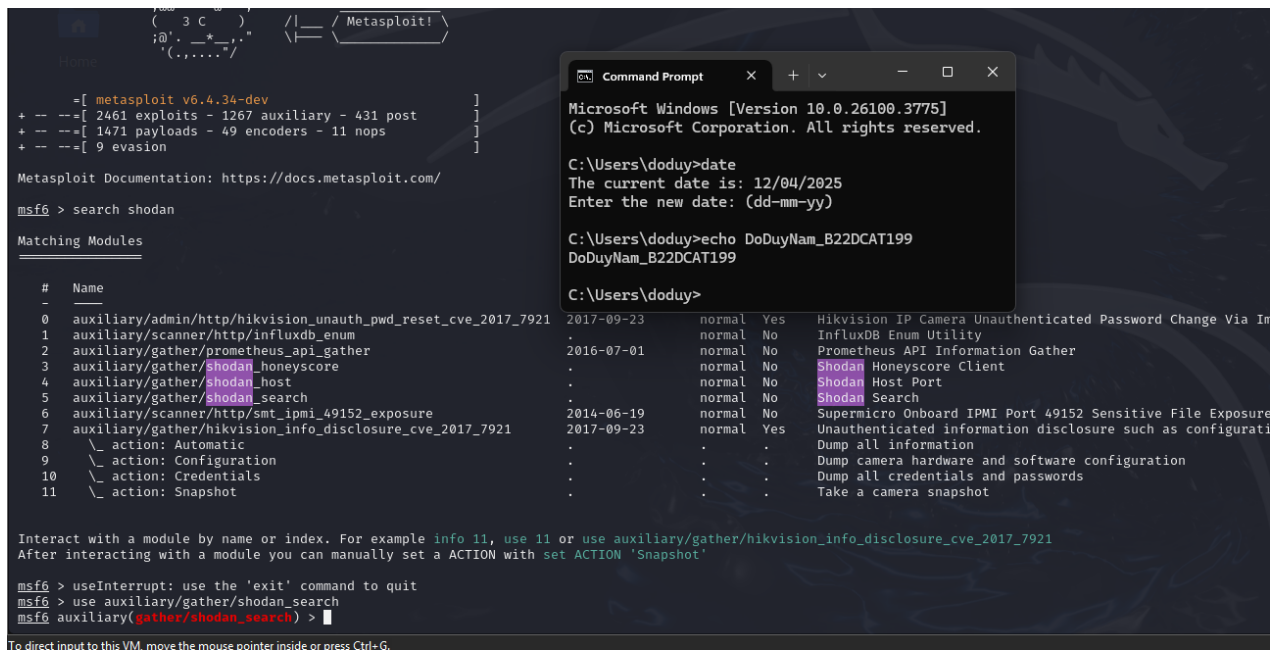 ( 3 C ) /|___ / Metasploit! \
;@'. __*__,." \|--- \_____________/
'(.,...."/
Home
=[ metasploit v6.4.34-dev ]
+ -- --=[ 2461 exploits - 1267 auxiliary - 431 post ]
+ -- --=[ 1471 payloads - 49 encoders - 11 nops ]
+ -- --=[ 9 evasion ]
Metasploit Documentation: https://docs.metasploit.com/
msf6 > search shodan
Matching Modules
================
# Name
- ----
0 auxiliary/admin/http/hikvision_unauth_pwd_reset_cve_2017_7921 2017-09-23 normal Yes Hikvision IP Camera Unauthenticated Password Change Via Im
1 auxiliary/scanner/http/influxdb_enum . normal No InfluxDB Enum Utility
2 auxiliary/gather/prometheus_api_gather 2016-07-01 normal No Prometheus API Information Gather
3 auxiliary/gather/shodan_honeyscore . normal No Shodan Honeyscore Client
4 auxiliary/gather/shodan_host . normal No Shodan Host Port
5 auxiliary/gather/shodan_search . normal No Shodan Search
6 auxiliary/scanner/http/smt_ipmi_49152_exposure 2014-06-19 normal No Supermicro Onboard IPMI Port 49152 Sensitive File Exposure
7 auxiliary/gather/hikvision_info_disclosure_cve_2017_7921 2017-09-23 normal Yes Unauthenticated information disclosure such as configurati
8 \_ action: Automatic . . . Dump all information
9 \_ action: Configuration . . . Dump camera hardware and software configuration
10 \_ action: Credentials . . . Dump all credentials and passwords
11 \_ action: Snapshot . . . Take a camera snapshot
Interact with a module by name or index. For example info 11, use 11 or use auxiliary/gather/hikvision_info_disclosure_cve_2017_7921
After interacting with a module you can manually set a ACTION with set ACTION 'Snapshot'
msf6 > useInterrupt: use the 'exit' command to quit
msf6 > use auxiliary/gather/shodan_search
msf6 auxiliary(gather/shodan_search) >
Command Prompt
Microsoft Windows [Version 10.0.26100.3775]
(c) Microsoft Corporation. All rights reserved.
C:\Users\doduy>date
The current date is: 12/04/2025
Enter the new date: (dd-mm-yy)
C:\Users\doduy>echo DoDuyNam_B22DCAT199
DoDuyNam_B22DCAT199
C:\Users\doduy>
To direct input to this VM, move the mouse pointer inside or press Ctrl+G.